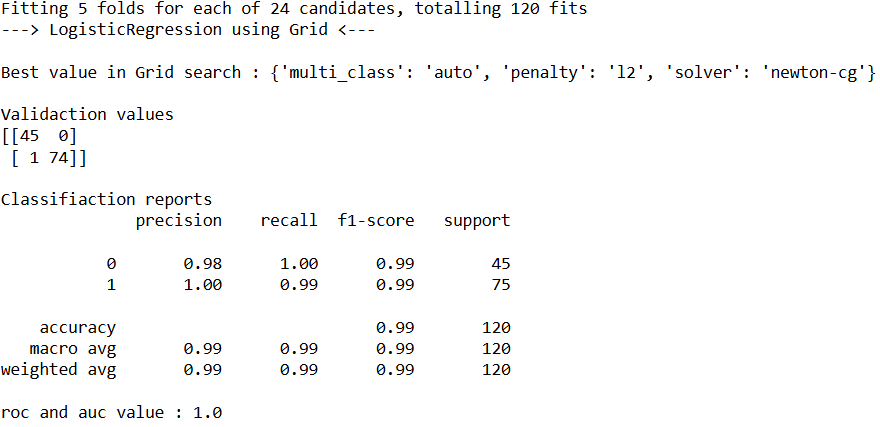 Fitting 5 folds for each of 24 candidates, totalling 120 fits
---> LogisticRegression using Grid <---
Best value in Grid search : {'multi_class': 'auto', 'penalty': 'l2', 'solver': 'newton-cg'}
Validaction values
[[45  0]
 [ 1 74]]
Classifiaction reports
              precision    recall  f1-score   support
           0       0.98      1.00      0.99        45
           1       1.00      0.99      0.99        75
    accuracy                           0.99       120
   macro avg       0.99      0.99      0.99       120
weighted avg       0.99      0.99      0.99       120
roc and auc value : 1.0